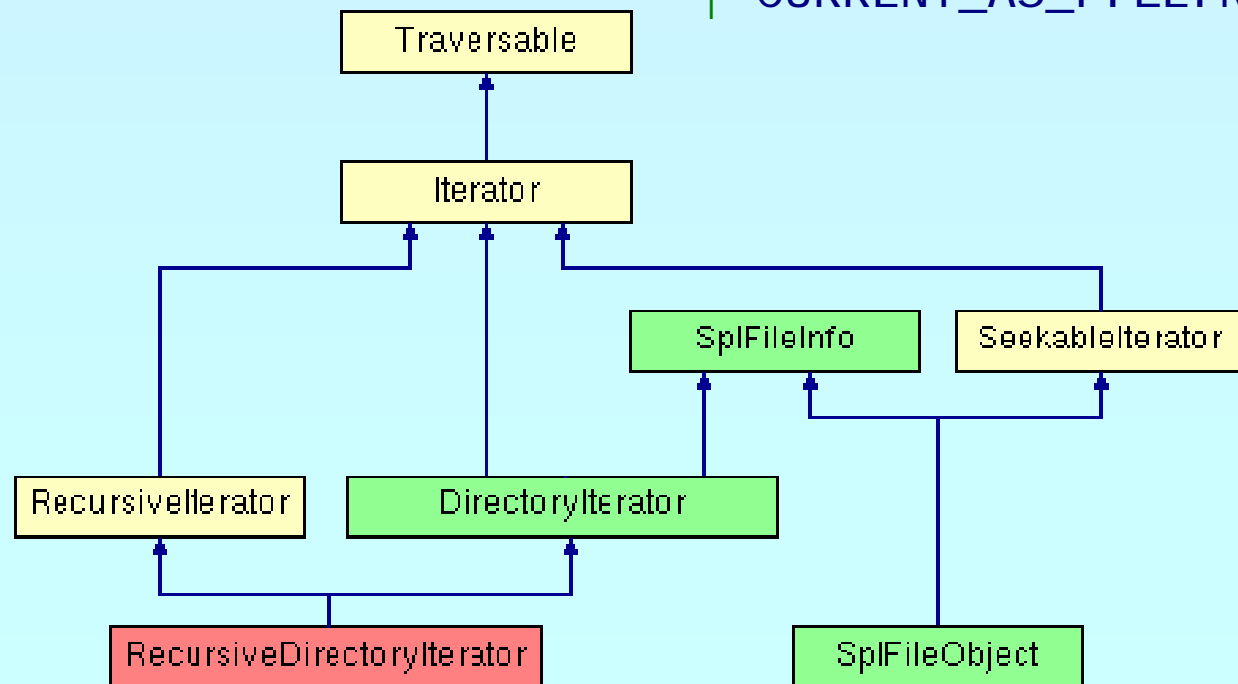 Traversable
Iterator
SplFileInfo
SeekableIterator
RecursiveIterator
DirectoryIterator
RecursiveDirectoryIterator
SplFileObject